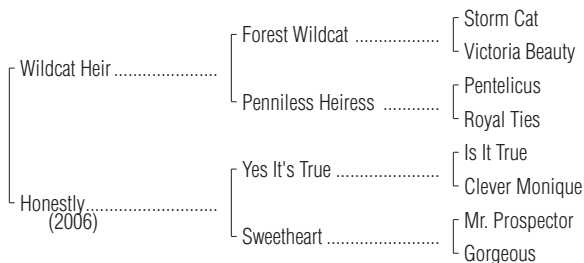 Storm Cat
Forest Wildcat ..................
Victoria Beauty
Wildcat Heir ......................
Pentelicus
Penniless Heiress ............
Royal Ties
Is It True
Yes It's True ......................
Clever Monique
Honestly............................
(2006)
Mr. Prospector
Sweetheart ........................
Gorgeous